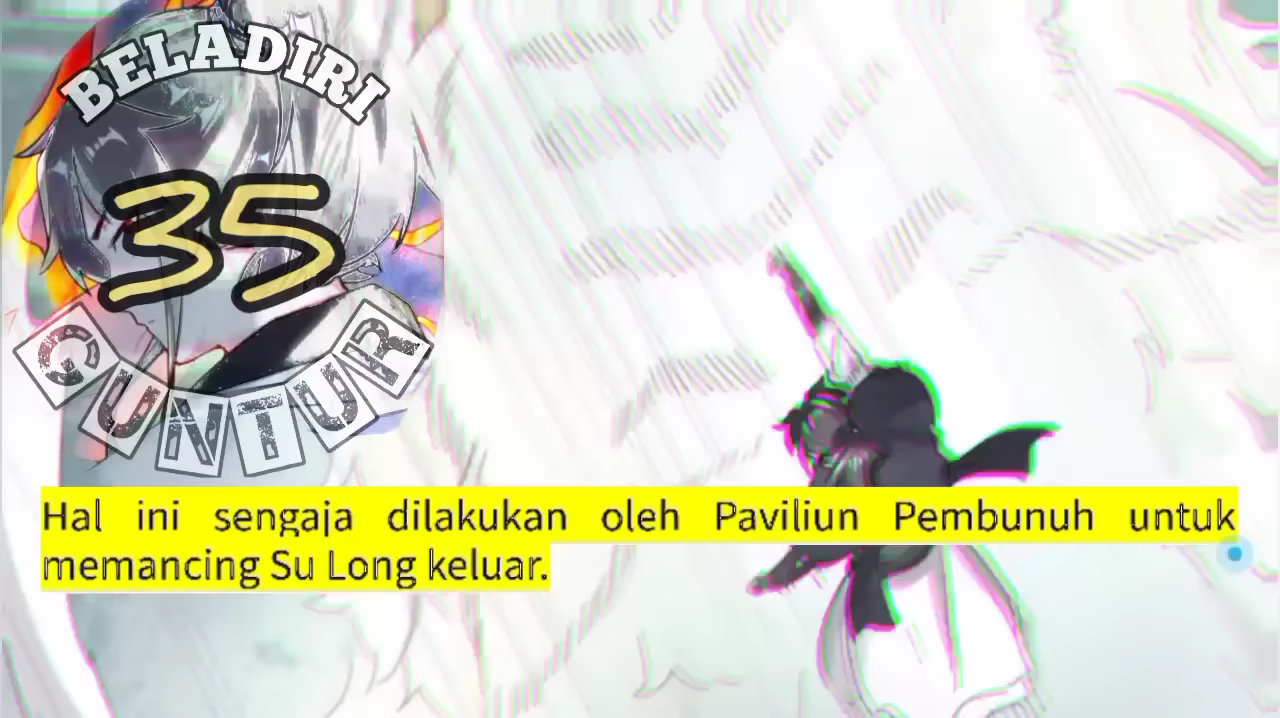 BELADIRI
35
GUNTUR
Hal ini sengaja dilakukan oleh Paviliun Pembunuh untuk
memancing Su Long keluar.